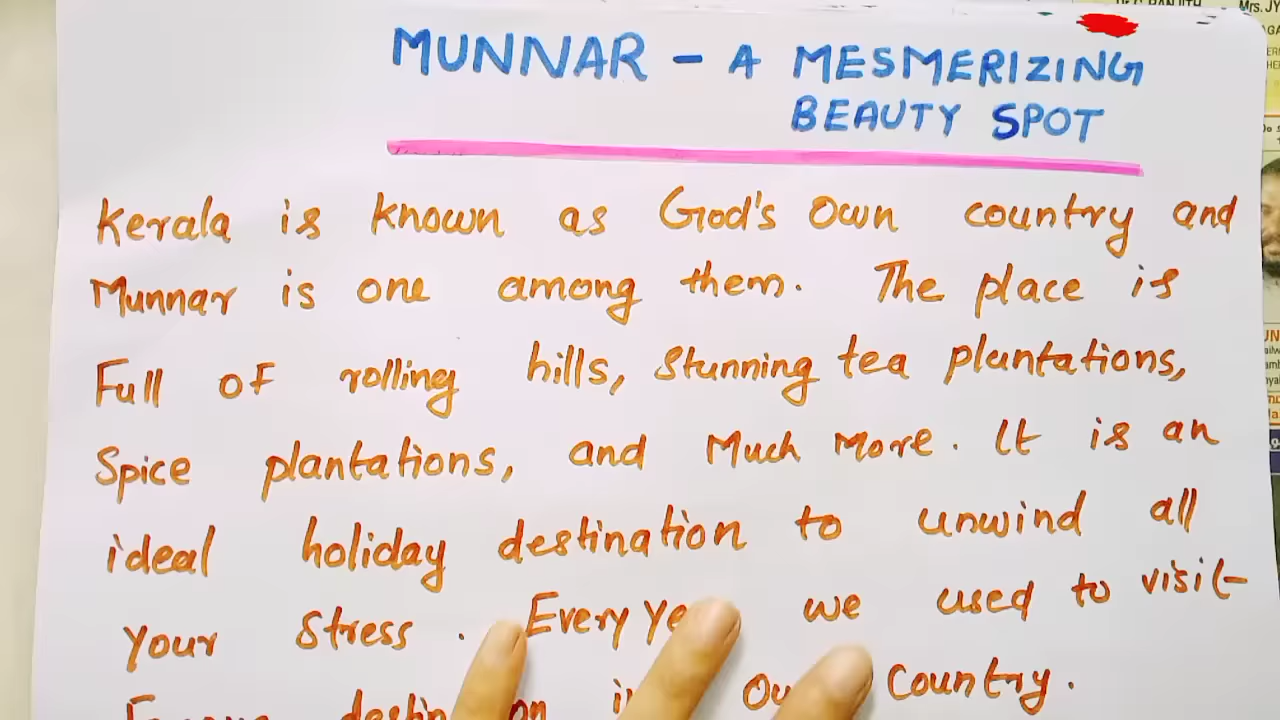 MUNNAR - A MESMERIZING
BEAUTY SPOT
Kerala is known as God's Own country and
Munnar is one among them. The place is
Full of rolling hills, Stunning tea plantations,
Spice plantations, and Much More. It is an
ideal holiday destination to unwind all
your stress. Every we used to visit
country.
Mrs. JY